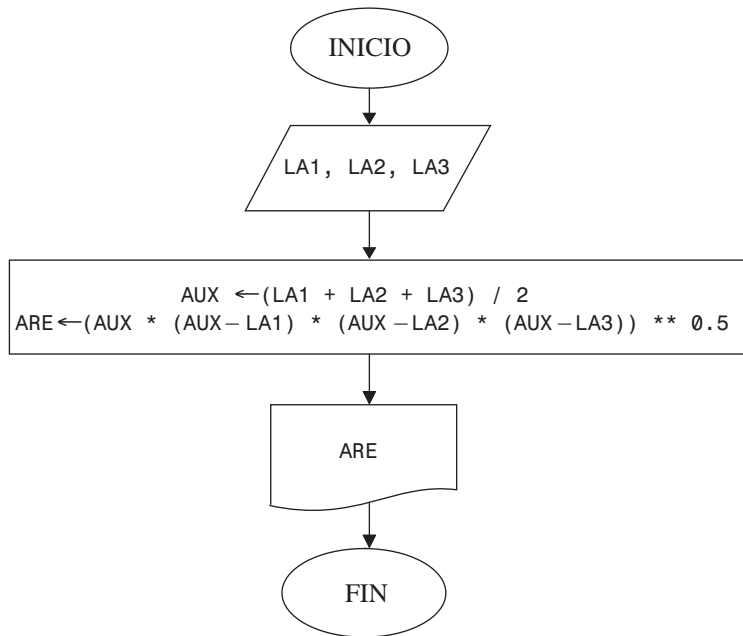 INICIO
LA1, LA2, LA3
AUX ←(LA1 + LA2 + LA3) / 2
ARE←(AUX * (AUX–LA1) * (AUX –LA2) * (AUX–LA3)) ** 0.5
ARE
FIN